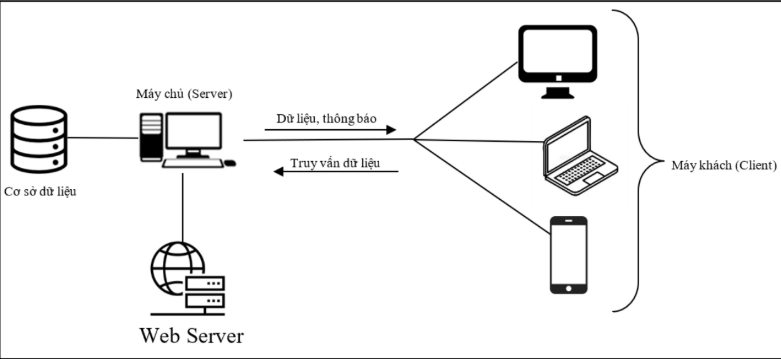 Máy chủ (Server)
Dữ liệu, thông báo
Truy vấn dữ liệu
Máy khách (Client)
Cơ sở dữ liệu
Web Server